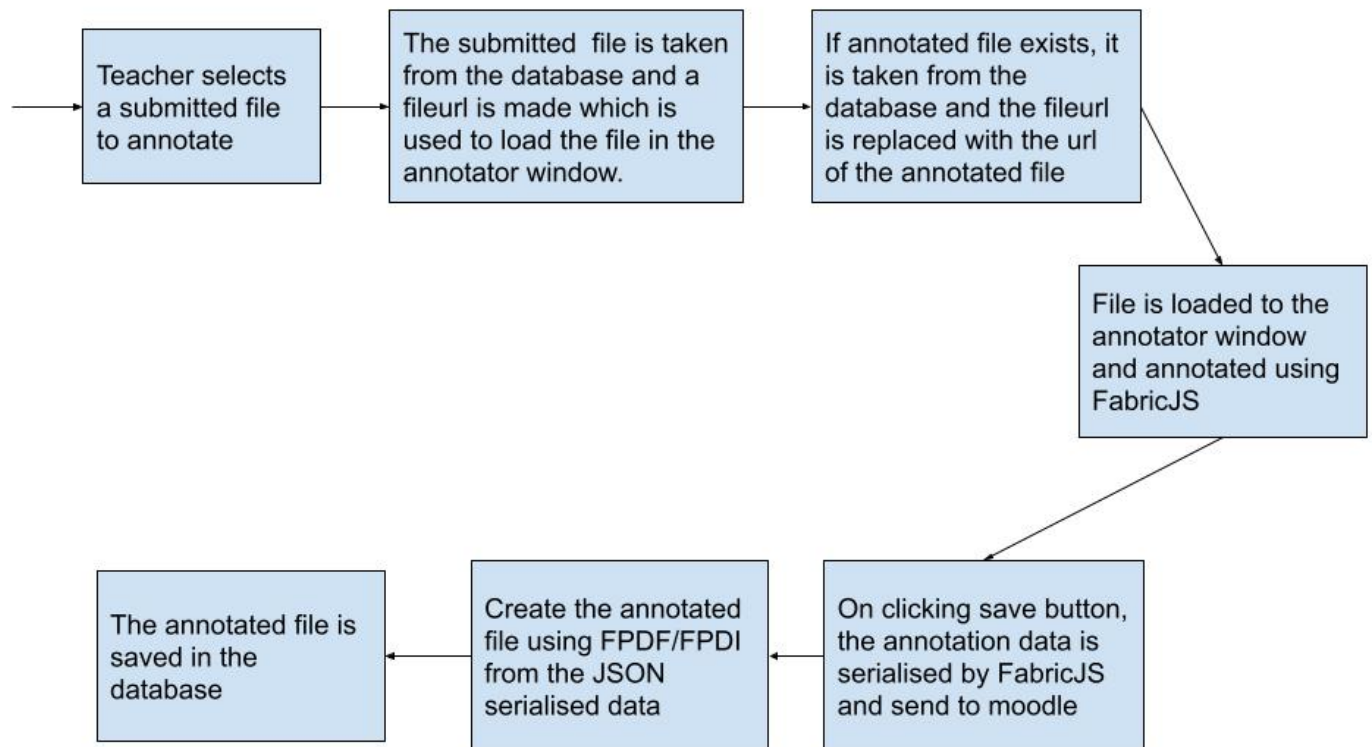 Teacher selects
a submitted file
to annotate
The submitted  file is taken
from the database and a
fileurl is made which is
used to load the file in the
annotator window.
If annotated file exists, it
is taken from the
database and the fileurl
is replaced with the url
of the annotated file
File is loaded to the
annotator window
and annotated using
FabricJS
On clicking save button,
the annotation data is
serialised by FabricJS
and send to moodle
Create the annotated
file using FPDF/FPDI
from the JSON
serialised data
The annotated file is
saved in the
database